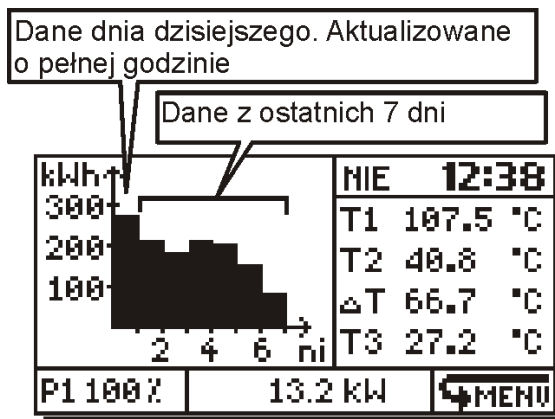 Dane dnia dzisiejszego. Aktualizowane
o pełnej godzinie
Dane z ostatnich 7 dni
kWh
300
200
100
2 4 6 ni
NIE 12:38
T1 107.5 °C
T2 40.8 °C
△T 66.7 °C
T3 27.2 °C
P1 100% 13.2 kW MENU